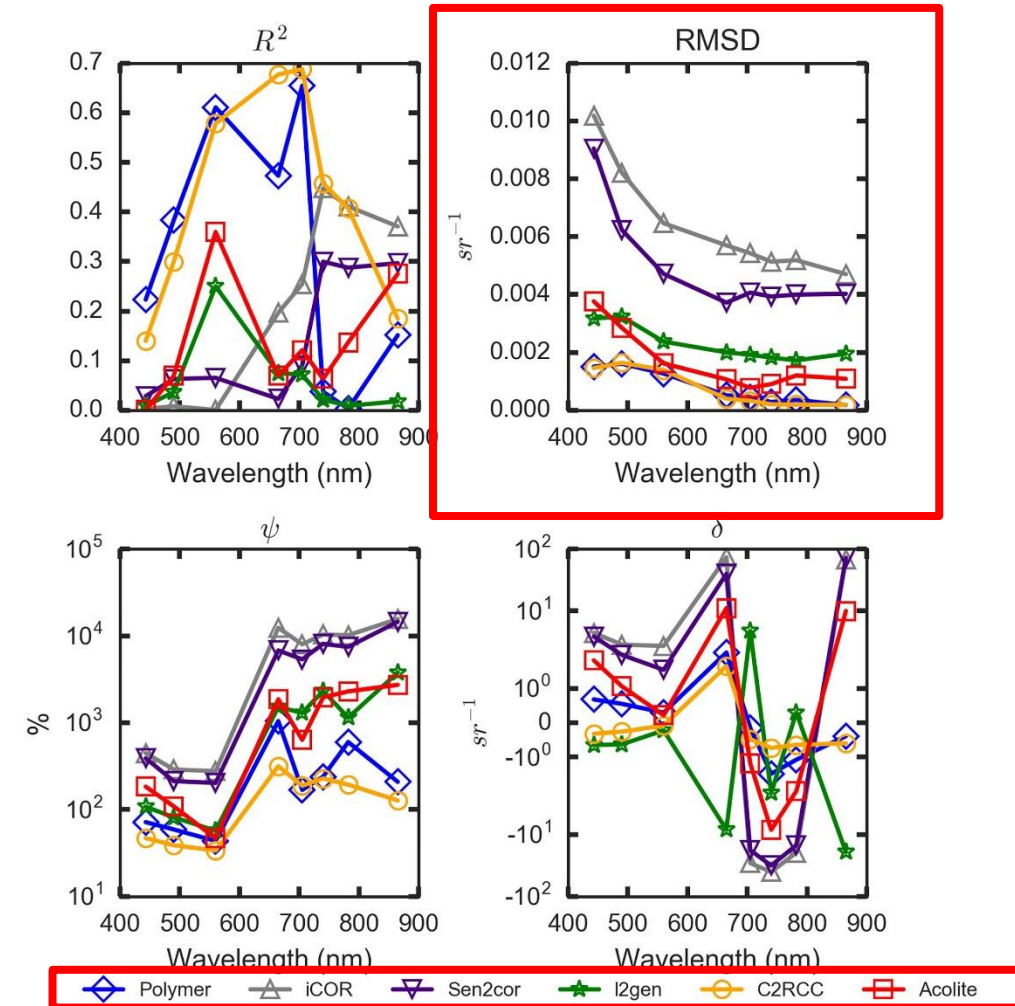 R²
RMSD
0.7
0.6
0.5
0.4
0.3
0.2
0.1
0.0
400 500 600 700 800 900
Wavelength (nm)
sr⁻¹
0.012
0.010
0.008
0.006
0.004
0.002
0.000
400 500 600 700 800 900
Wavelength (nm)
ψ
%
10⁵
10⁴
10³
10²
10¹
400 500 600 700 800 900
Wavelength (nm)
δ
sr⁻¹
10²
10¹
10⁰
0
-10⁰
-10¹
-10²
400 500 600 700 800 900
Wavelength (nm)
Polymer iCOR Sen2cor l2gen C2RCC Acolite